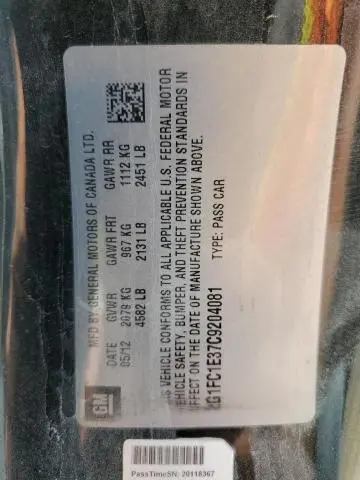 GM
MFD BY GENERAL MOTORS OF CANADA LTD.
DATE GVWR GAWR FRT GAWR RR
05/12 2079 KG 967 KG 1112 KG
4582 LB 2131 LB 2451 LB
THIS VEHICLE CONFORMS TO ALL APPLICABLE U.S. FEDERAL MOTOR
VEHICLE SAFETY, BUMPER, AND THEFT PREVENTION STANDARDS IN
EFFECT ON THE DATE OF MANUFACTURE SHOWN ABOVE.
2G1FC1E37C9204081 TYPE: PASS CAR
PassTimeSN: 20118367